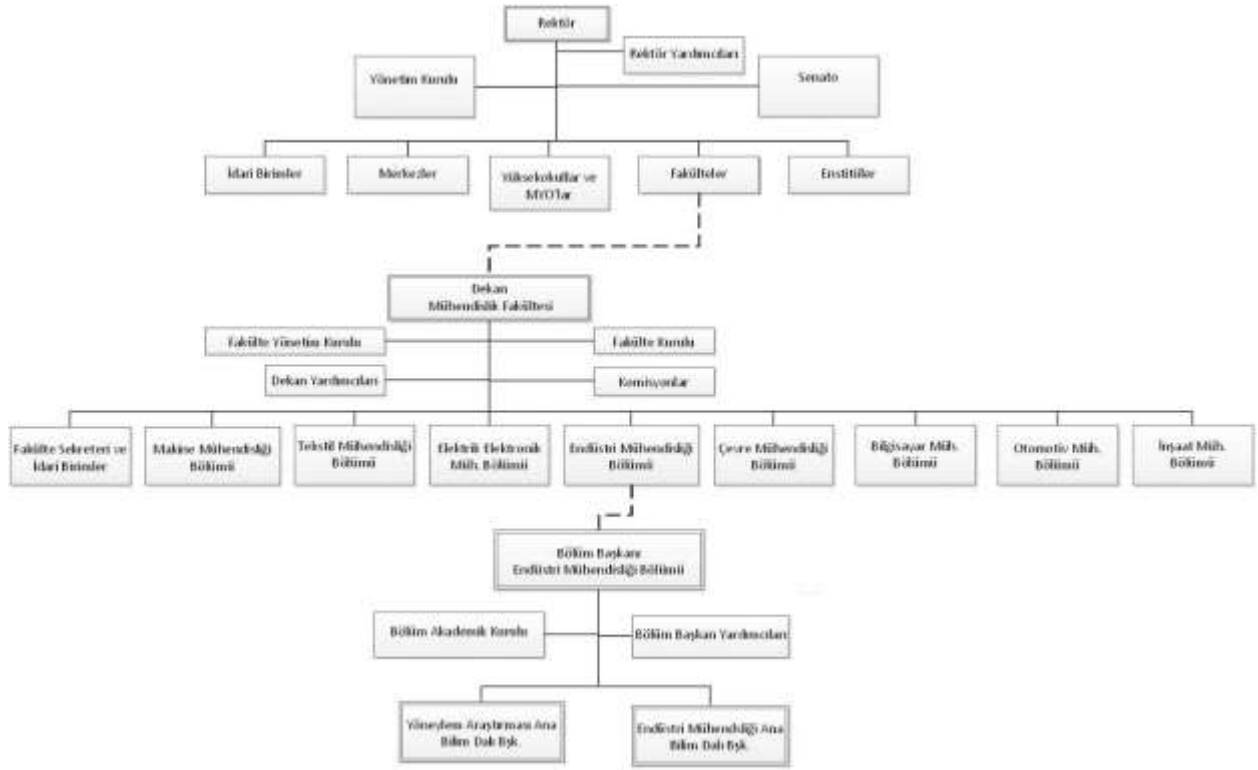 Rektör
Rektör Yardımcıları
Yönetim Kurulu
Senato
İdari Birimler
Merkezler
Yüksekokullar ve
MYO'lar
Fakülteler
Enstitüler
Dekan
Mühendislik Fakültesi
Fakülte Yönetim Kurulu
Fakülte Kurulu
Dekan Yardımcıları
Komisyonlar
Fakülte Sekreteri ve
İdari Birimler
Makine Mühendisliği
Bölümü
Tekstil Mühendisliği
Bölümü
Elektrik Elektronik
Müh. Bölümü
Endüstri Mühendisliği
Bölümü
Çevre Mühendisliği
Bölümü
Bilgisayar Müh.
Bölümü
Otomotiv Müh.
Bölümü
İnşaat Müh.
Bölümü
Bölüm Başkanı
Endüstri Mühendisliği Bölümü
Bölüm Akademik Kurulu
Bölüm Başkan Yardımcıları
Yöneylem Araştırması Ana
Bilim Dalı Bşk.
Endüstri Mühendisliği Ana
Bilim Dalı Bşk.